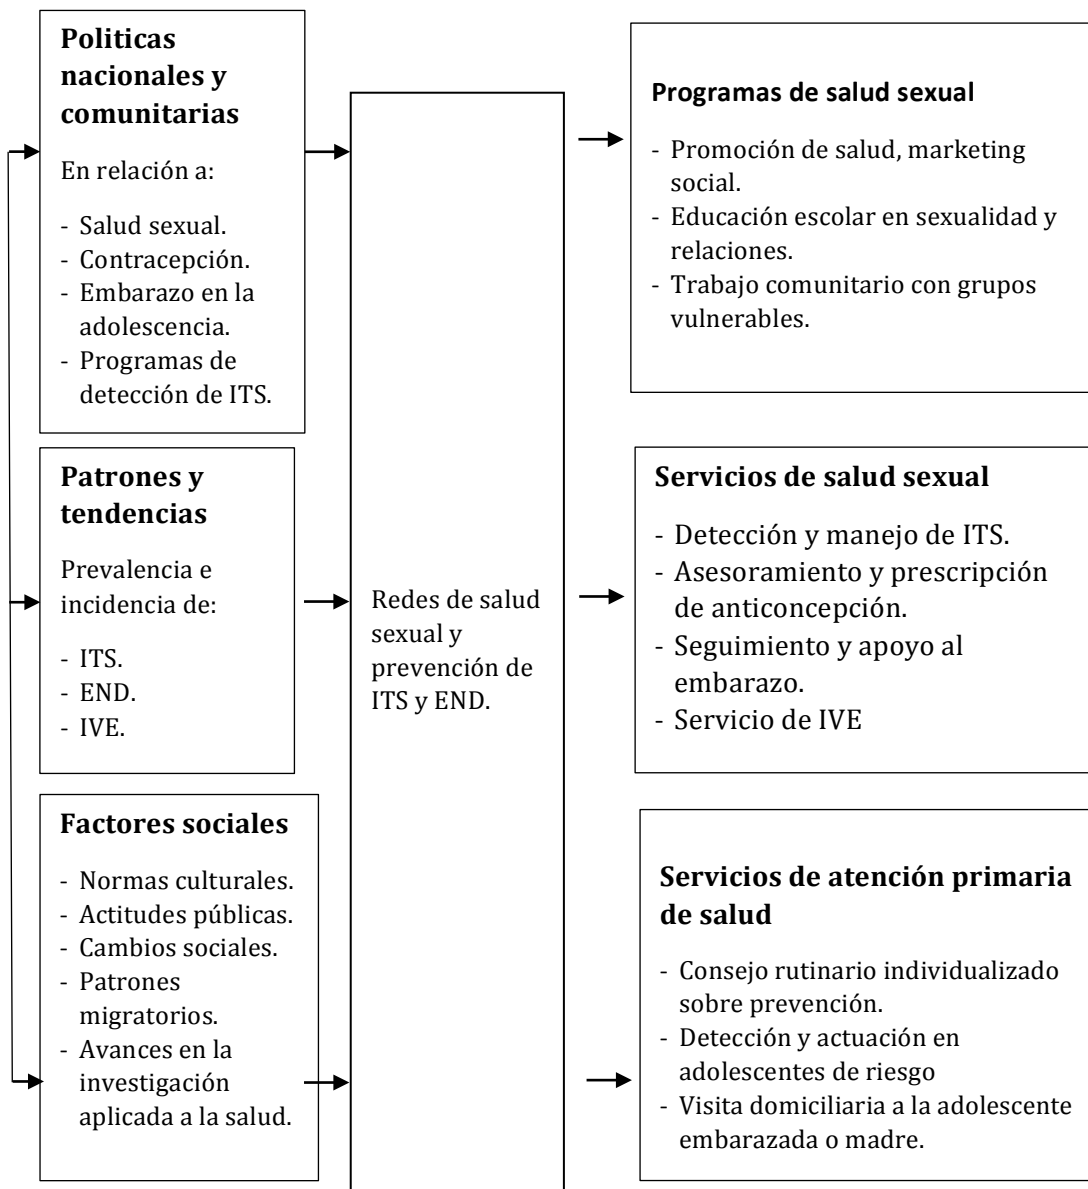 Politicas
nacionales y
comunitarias
En relación a:
- Salud sexual.
- Contracepción.
- Embarazo en la
adolescencia.
- Programas de
detección de ITS.
Patrones y
tendencias
Prevalencia e
incidencia de:
- ITS.
- END.
- IVE.
Factores sociales
- Normas culturales.
- Actitudes públicas.
- Cambios sociales.
- Patrones
migratorios.
- Avances en la
investigación
aplicada a la salud.
Redes de salud
sexual y
prevención de
ITS y END.
Programas de salud sexual
- Promoción de salud, marketing
social.
- Educación escolar en sexualidad y
relaciones.
- Trabajo comunitario con grupos
vulnerables.
Servicios de salud sexual
- Detección y manejo de ITS.
- Asesoramiento y prescripción
de anticoncepción.
- Seguimiento y apoyo al
embarazo.
- Servicio de IVE
Servicios de atención primaria
de salud
- Consejo rutinario individualizado
sobre prevención.
- Detección y actuación en
adolescentes de riesgo
- Visita domiciliaria a la adolescente
embarazada o madre.